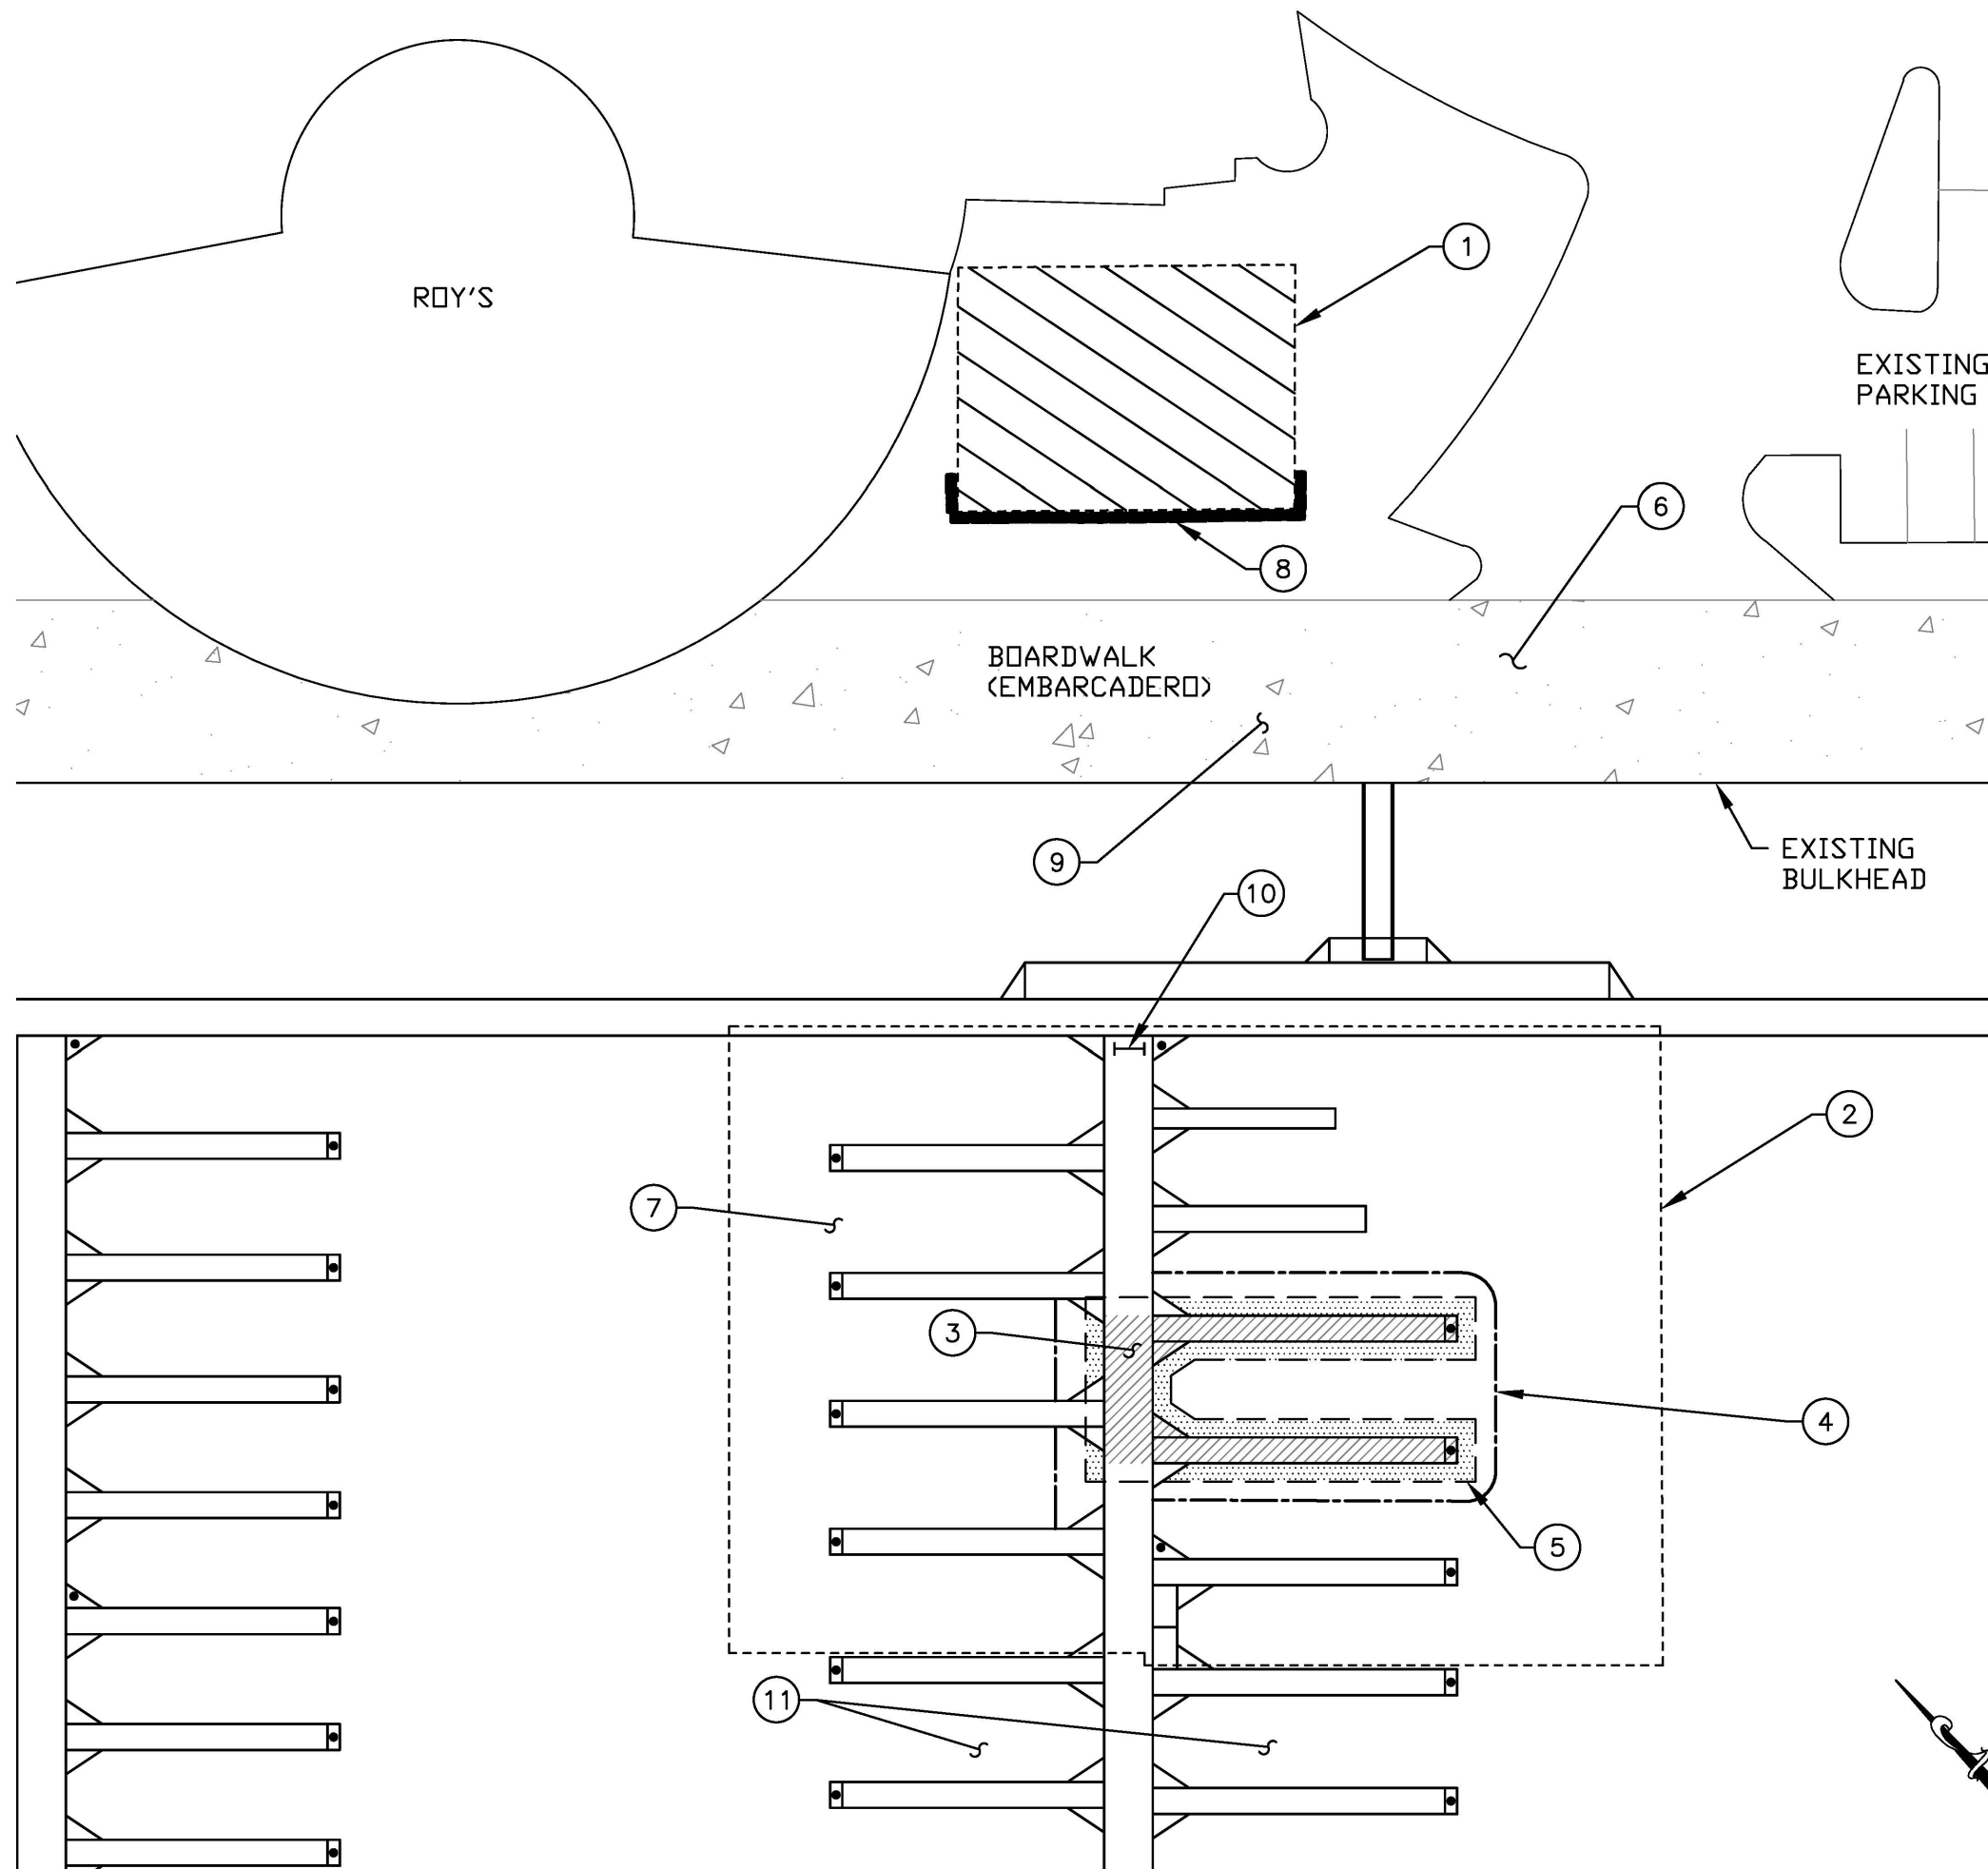 1
ROY'S
EXISTING
PARKING
6
8
BOARDWALK
(EMBARCADERO)
9
EXISTING
BULKHEAD
10
2
7
3
4
5
11